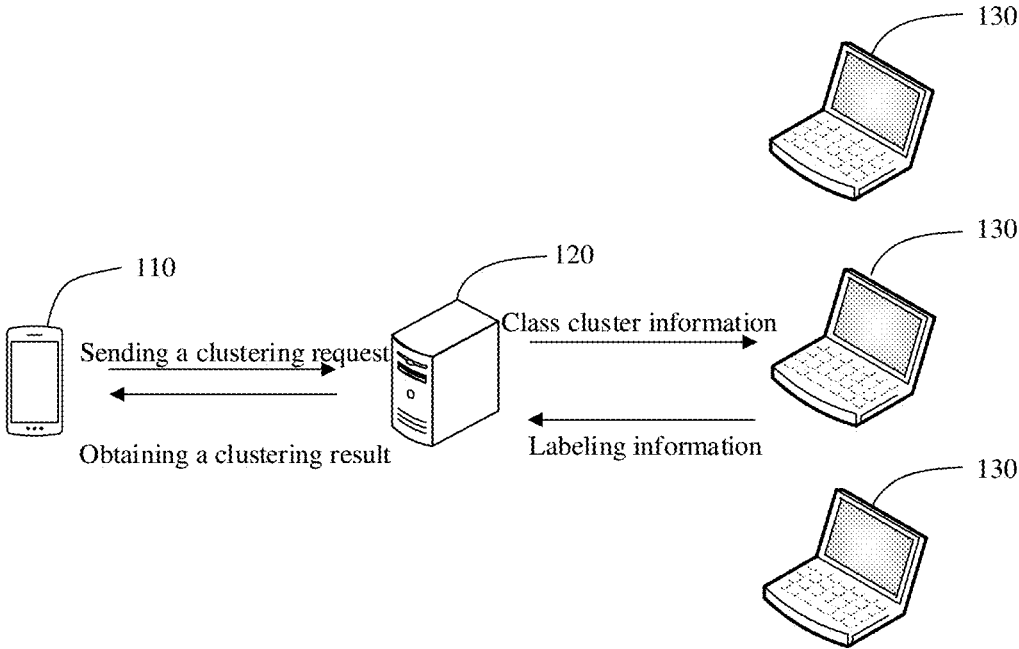 130
130
110
120
Class cluster information
Sending a clustering request
Obtaining a clustering result
Labeling information
130